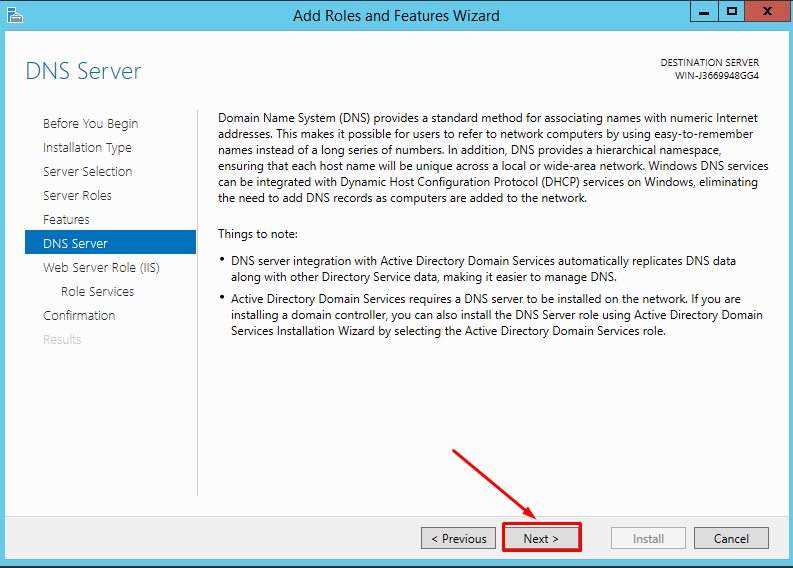 Add Roles and Features Wizard
DNS Server
DESTINATION SERVER
WIN-J3669948GG4
Before You Begin
Installation Type
Server Selection
Server Roles
Features
DNS Server
Web Server Role (IIS)
Role Services
Confirmation
Results
Domain Name System (DNS) provides a standard method for associating names with numeric Internet
addresses. This makes it possible for users to refer to network computers by using easy-to-remember
names instead of a long series of numbers. In addition, DNS provides a hierarchical namespace,
ensuring that each host name will be unique across a local or wide-area network. Windows DNS services
can be integrated with Dynamic Host Configuration Protocol (DHCP) services on Windows, eliminating
the need to add DNS records as computers are added to the network.
Things to note:
• DNS server integration with Active Directory Domain Services automatically replicates DNS data
along with other Directory Service data, making it easier to manage DNS.
• Active Directory Domain Services requires a DNS server to be installed on the network. If you are
installing a domain controller, you can also install the DNS Server role using Active Directory Domain
Services Installation Wizard by selecting the Active Directory Domain Services role.
< Previous
Next >
Install
Cancel